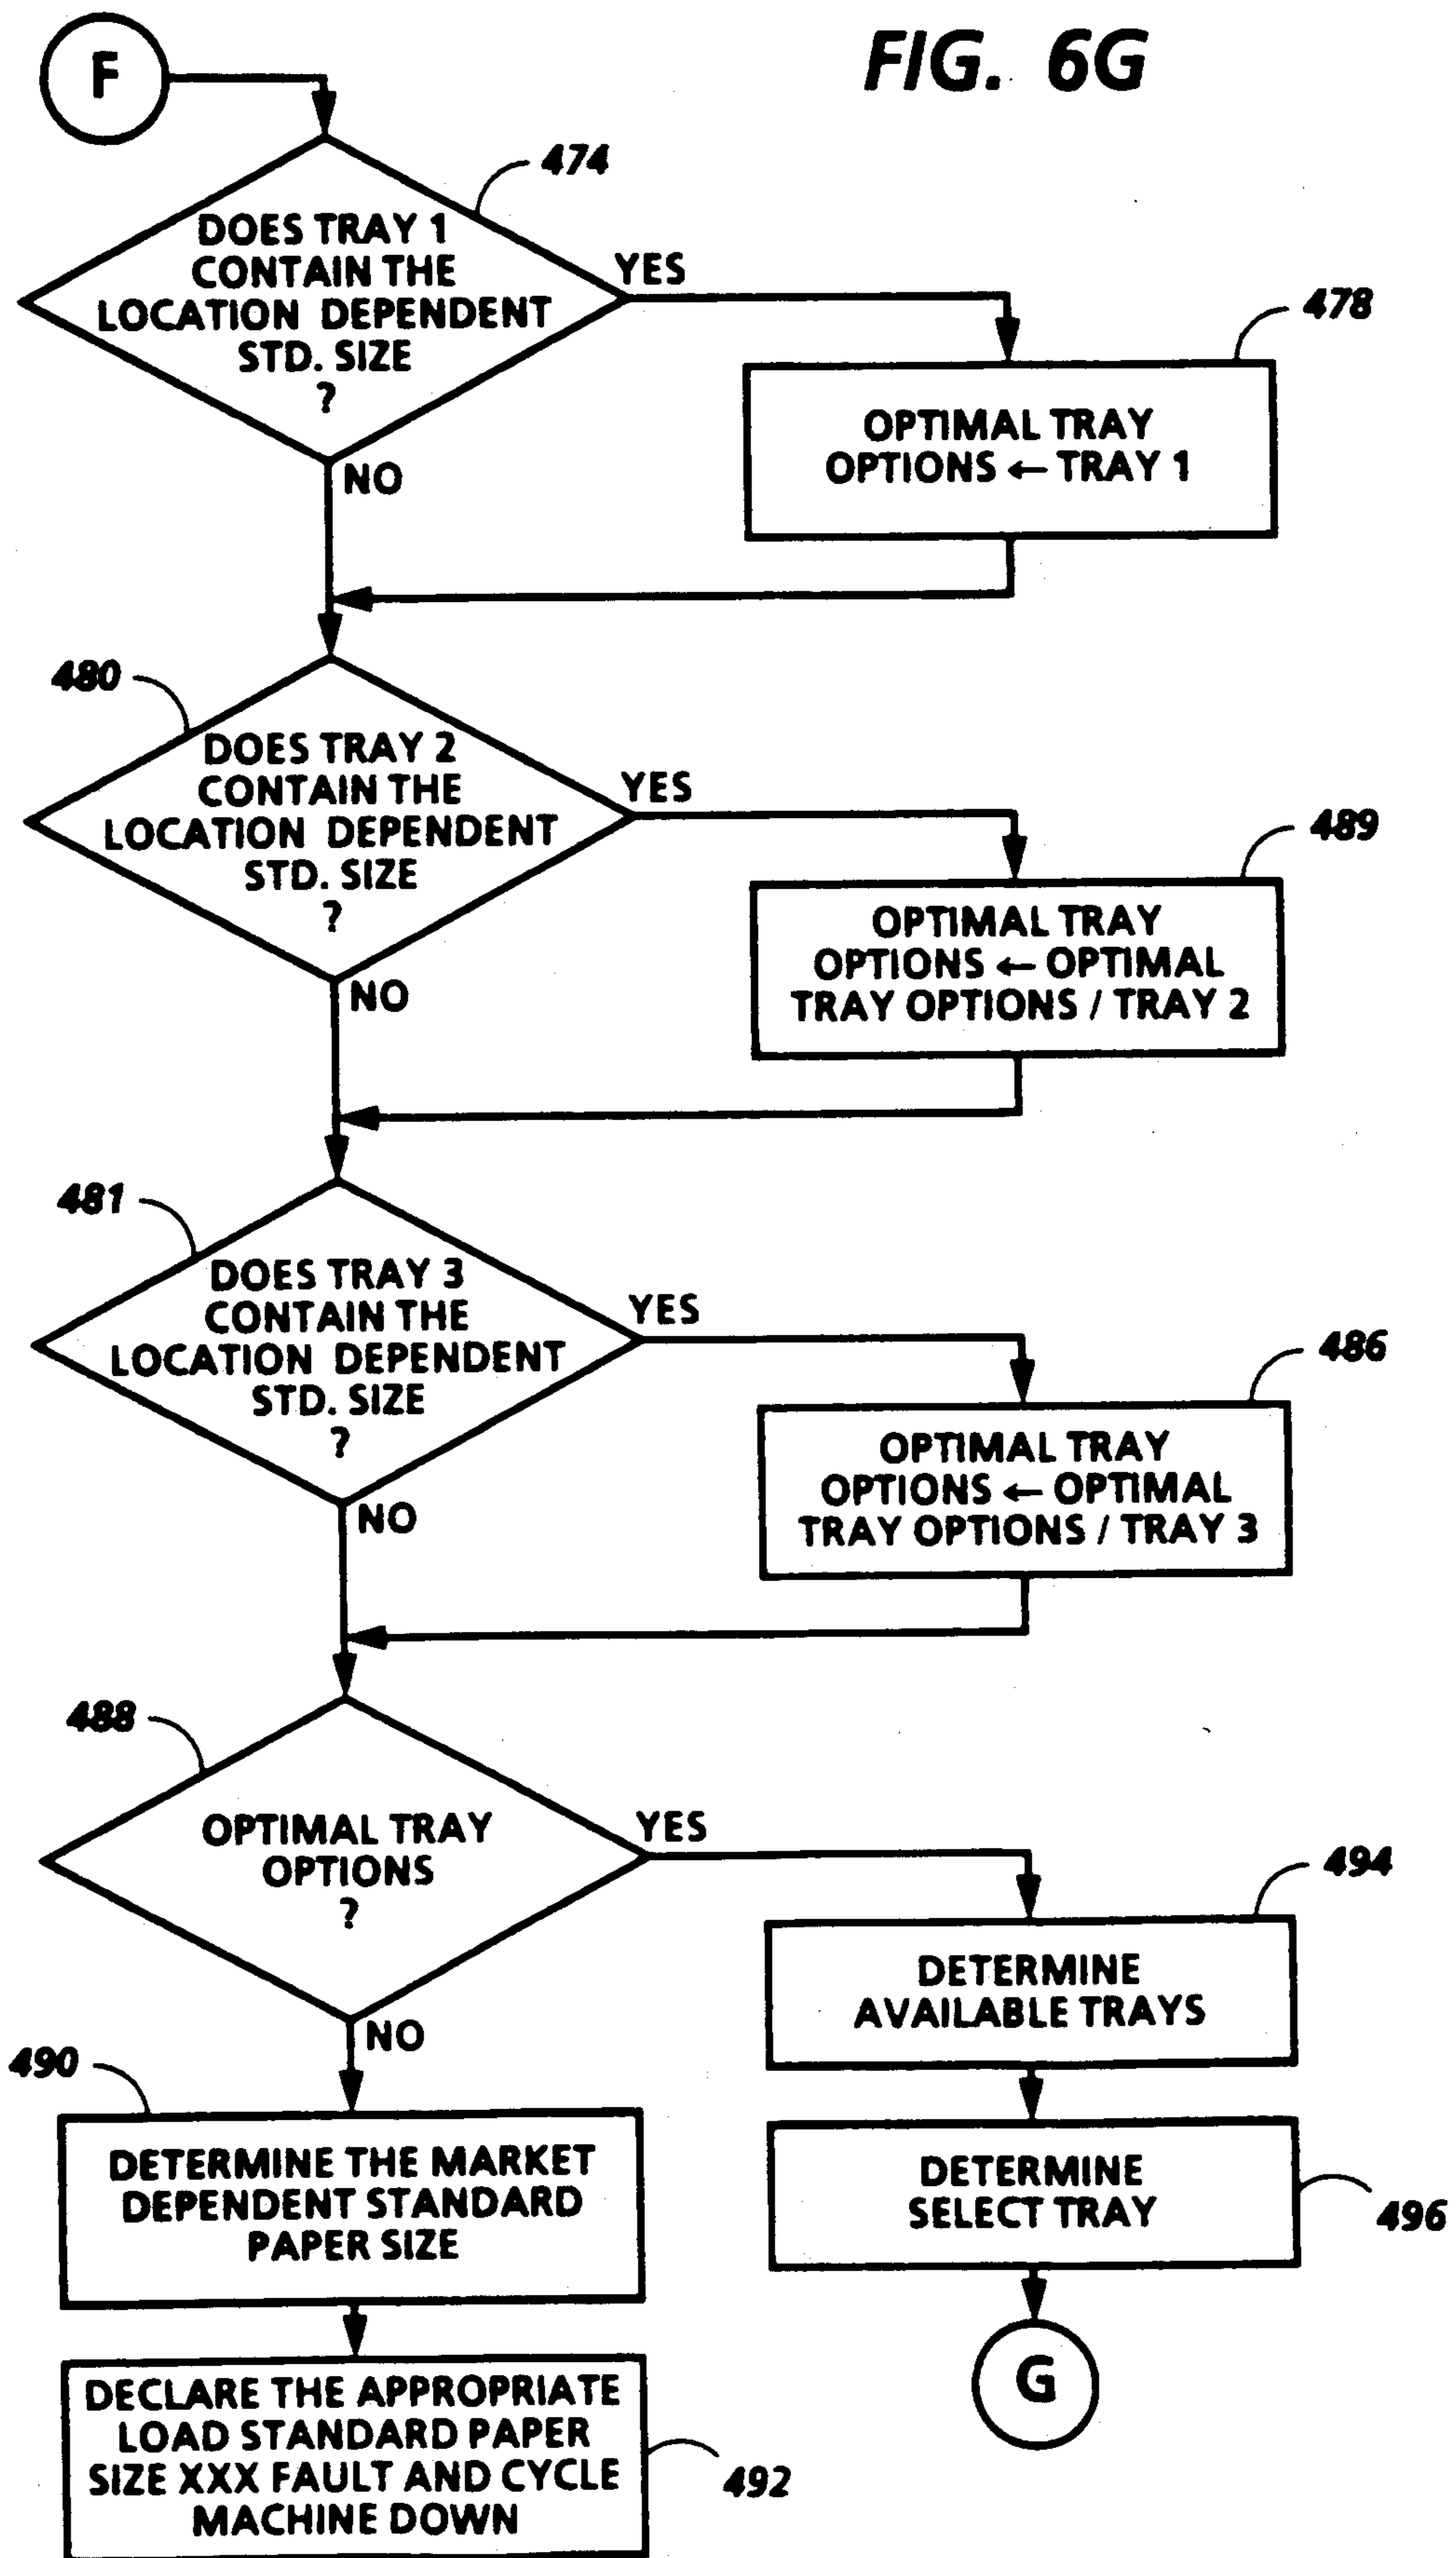 FIG. 6G
F
474
DOES TRAY 1
CONTAIN THE
LOCATION DEPENDENT
STD. SIZE
?
YES
NO
478
OPTIMAL TRAY
OPTIONS ← TRAY 1
480
DOES TRAY 2
CONTAIN THE
LOCATION DEPENDENT
STD. SIZE
?
YES
NO
489
OPTIMAL TRAY
OPTIONS ← OPTIMAL
TRAY OPTIONS / TRAY 2
481
DOES TRAY 3
CONTAIN THE
LOCATION DEPENDENT
STD. SIZE
?
YES
NO
486
OPTIMAL TRAY
OPTIONS ← OPTIMAL
TRAY OPTIONS / TRAY 3
488
OPTIMAL TRAY
OPTIONS
?
YES
NO
494
DETERMINE
AVAILABLE TRAYS
490
DETERMINE THE MARKET
DEPENDENT STANDARD
PAPER SIZE
DETERMINE
SELECT TRAY
496
G
DECLARE THE APPROPRIATE
LOAD STANDARD PAPER
SIZE XXX FAULT AND CYCLE
MACHINE DOWN
492